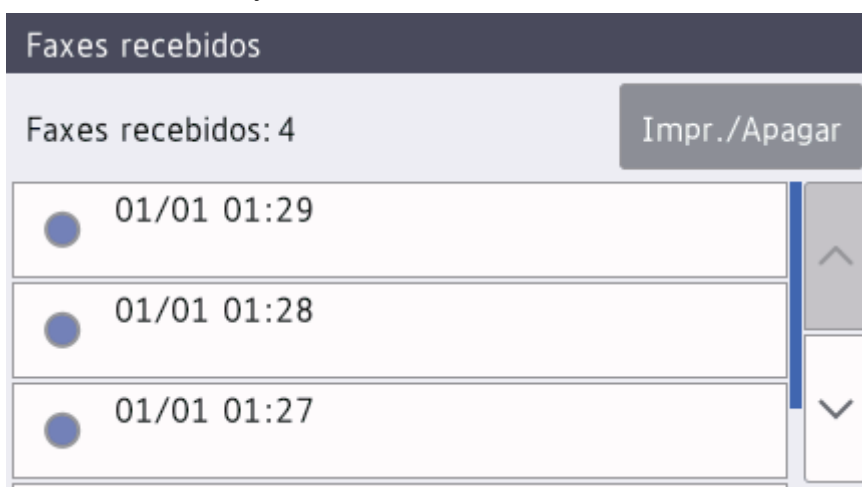 Faxes recebidos
Faxes recebidos: 4
Impr./Apagar
01/01 01:29
01/01 01:28
01/01 01:27